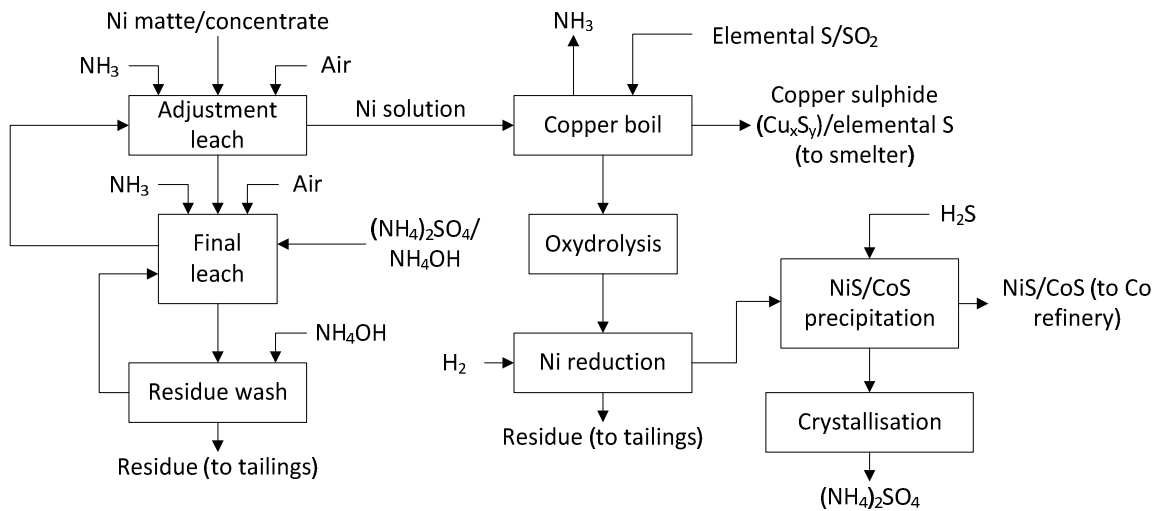 Ni matte/concentrate
NH₃
Air
Adjustment
leach
Ni solution
NH₃
Elemental S/SO₂
Copper boil
Copper sulphide
(CuₓSᵧ)/elemental S
(to smelter)
NH₃
Air
Final
leach
(NH₄)₂SO₄/
NH₄OH
Oxydrolysis
H₂S
NiS/CoS
precipitation
NiS/CoS (to Co
refinery)
NH₄OH
Residue wash
H₂
Ni reduction
Crystallisation
Residue (to tailings)
Residue (to tailings)
(NH₄)₂SO₄